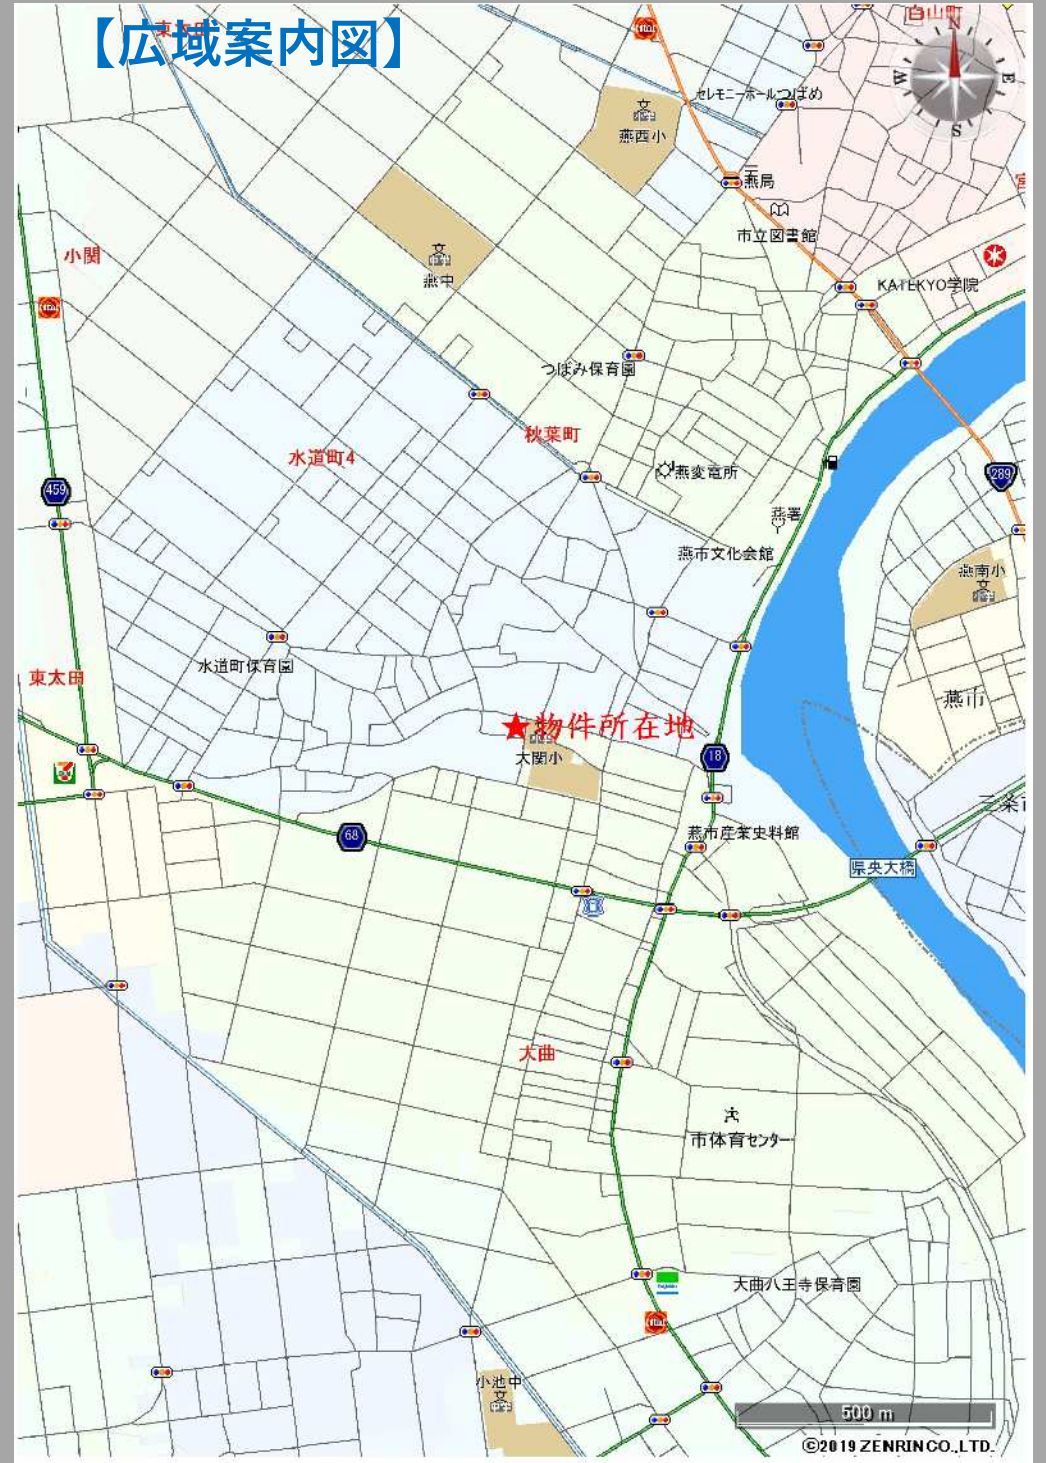 【広域案内図】
白山町
N
W
E
S
セレモニーホールつばめ
燕西小
燕局
市立図書館
小関
燕中
KATEKYO学院
つばみ保育園
秋葉町
水道町4
燕変電所
459
289
燕署
燕市文化会館
燕南小
水道町保育園
東太田
燕市
★物件所在地
大関小
18
三条市
68
燕市産業史料館
県央大橋
大曲
市体育センター
大曲八王寺保育園
小池中
500 m
©2019 ZENRIN CO.,LTD.